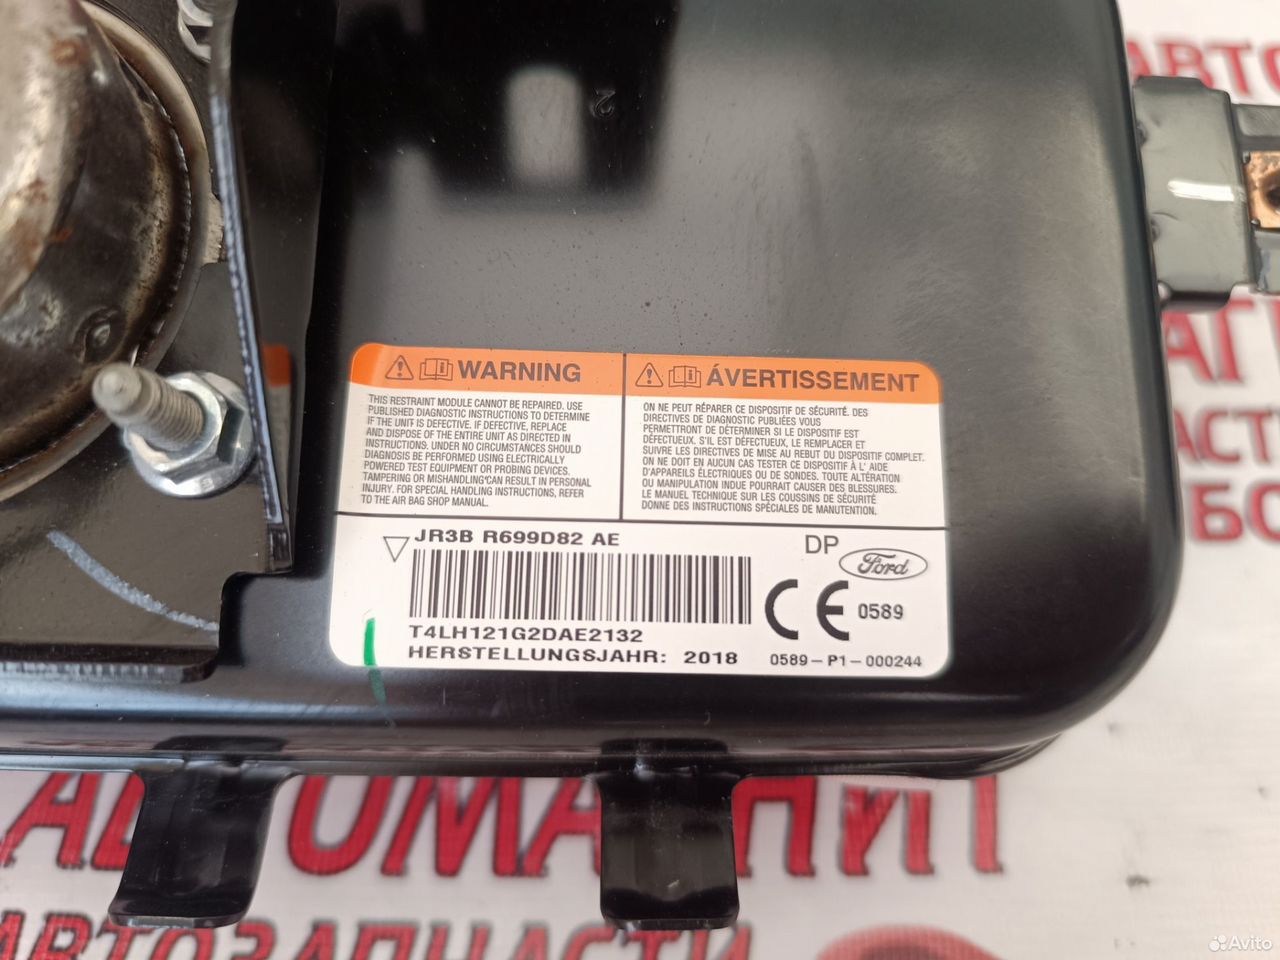 2
WARNING
THIS RESTRAINT MODULE CANNOT BE REPAIRED. USE
PUBLISHED DIAGNOSTIC INSTRUCTIONS TO DETERMINE
IF THE UNIT IS DEFECTIVE. IF DEFECTIVE, REPLACE
AND DISPOSE OF THE ENTIRE UNIT AS DIRECTED IN
INSTRUCTIONS. UNDER NO CIRCUMSTANCES SHOULD
DIAGNOSIS BE PERFORMED USING ELECTRICALLY
POWERED TEST EQUIPMENT OR PROBING DEVICES.
TAMPERING OR MISHANDLING CAN RESULT IN PERSONAL
INJURY. FOR SPECIAL HANDLING INSTRUCTIONS, REFER
TO THE AIR BAG SHOP MANUAL.
ÁVERTISSEMENT
ON NE PEUT RÉPARER CE DISPOSITIF DE SÉCURITÉ. DES
DIRECTIVES DE DIAGNOSTIC PUBLIÉES VOUS
PERMETTRONT DE DÉTERMINER SI LE DISPOSITIF EST
DÉFECTUEUX. S'IL EST DÉFECTUEUX, LE REMPLACER ET
SUIVRE LES DIRECTIVES DE MISE AU REBUT DU DISPOSITIF COMPLET.
ON NE DOIT EN AUCUN CAS TESTER CE DISPOSITIF À L' AIDE
D'APPAREILS ÉLECTRIQUES OU DE SONDES. TOUTE ALTÉRATION
OU MANIPULATION INDUE POURRAIT CAUSER DES BLESSURES.
LE MANUEL TECHNIQUE SUR LES COUSSINS DE SÉCURITÉ
DONNE DES INSTRUCTIONS SPÉCIALES DE MANUTENTION.
JR3B R699D82 AE
DP
Ford
CE 0589
T4LH121G2DAE2132
HERSTELLUNGSJAHR: 2018
0589-P1-000244
АВТО
АГ
АСТ
БО
АВТОМАГНИТ
АВТОЗАПЧАСТИ
Avito